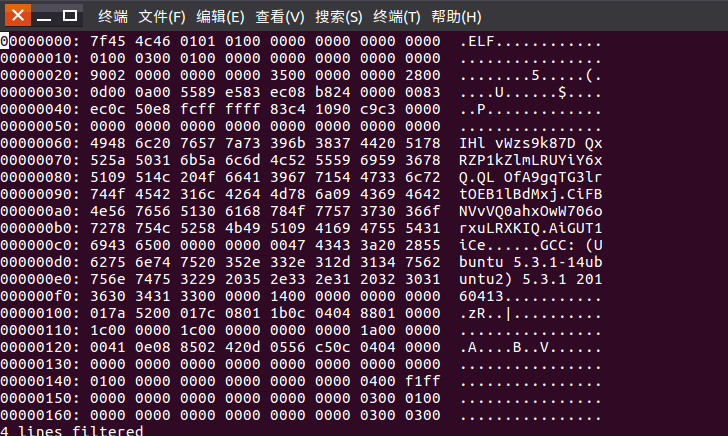 终端 文件(F) 编辑(E) 查看(V) 搜索(S) 终端(T) 帮助(H)
00000000: 7f45 4c46 0101 0100 0000 0000 0000 0000  .ELF............
00000010: 0100 0300 0100 0000 0000 0000 0000 0000  ................
00000020: 9002 0000 0000 0000 3500 0000 0000 2800  ........5.....(.
00000030: 0d00 0a00 5589 e583 ec08 b824 0000 0083  ....U......$....
00000040: ec0c 50e8 fcff ffff 83c4 1090 c9c3 0000  ..P.............
00000050: 0000 0000 0000 0000 0000 0000 0000 0000  ................
00000060: 4948 6c20 7657 7a73 396b 3837 4420 5178  IHl vWzs9k87D Qx
00000070: 525a 5031 6b5a 6c6d 4c52 5559 6959 3678  RZP1kZlmLRUYiY6x
00000080: 5109 514c 204f 6641 3967 7154 4733 6c72  Q.QL OfA9gqTG3lr
00000090: 744f 4542 316c 4264 4d78 6a09 4369 4642  tOEB1lBdMxj.CiFB
000000a0: 4e56 7656 5130 6168 784f 7757 3730 366f  NVvVQ0ahxOwW706o
000000b0: 7278 754c 5258 4b49 5109 4169 4755 5431  rxuLRXKIQ.AiGUT1
000000c0: 6943 6500 0000 0000 0047 4343 3a20 2855  iCe......GCC: (U
000000d0: 6275 6e74 7520 352e 332e 312d 3134 7562  buntu 5.3.1-14ub
000000e0: 756e 7475 3229 2035 2e33 2e31 2032 3031  untu2) 5.3.1 201
000000f0: 3630 3431 3300 0000 1400 0000 0000 0000  60413...........
00000100: 017a 5200 017c 0801 1b0c 0404 8801 0000  .zR..|..........
00000110: 1c00 0000 1c00 0000 0000 0000 1a00 0000  ................
00000120: 0041 0e08 8502 420d 0556 c50c 0404 0000  .A....B..V......
00000130: 0000 0000 0000 0000 0000 0000 0000 0000  ................
00000140: 0100 0000 0000 0000 0000 0000 0400 f1ff  ................
00000150: 0000 0000 0000 0000 0000 0000 0300 0100  ................
00000160: 0000 0000 0000 0000 0000 0000 0300 0300  ................
4 lines filtered